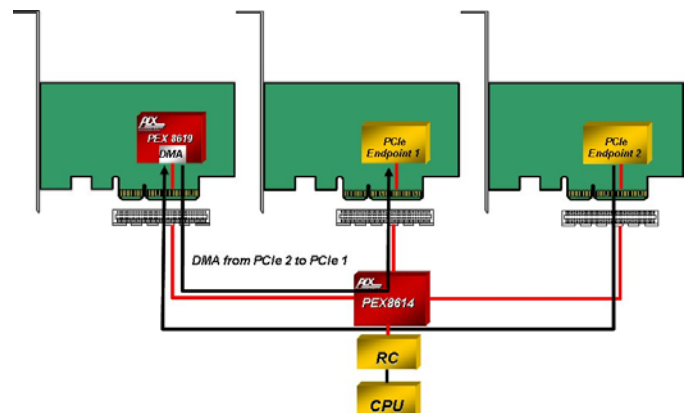 PLX
PEX 8619
DMA
PCIe
Endpoint 1
PCIe
Endpoint 2
DMA from PCIe 2 to PCIe 1
PLX
PEX8614
RC
CPU